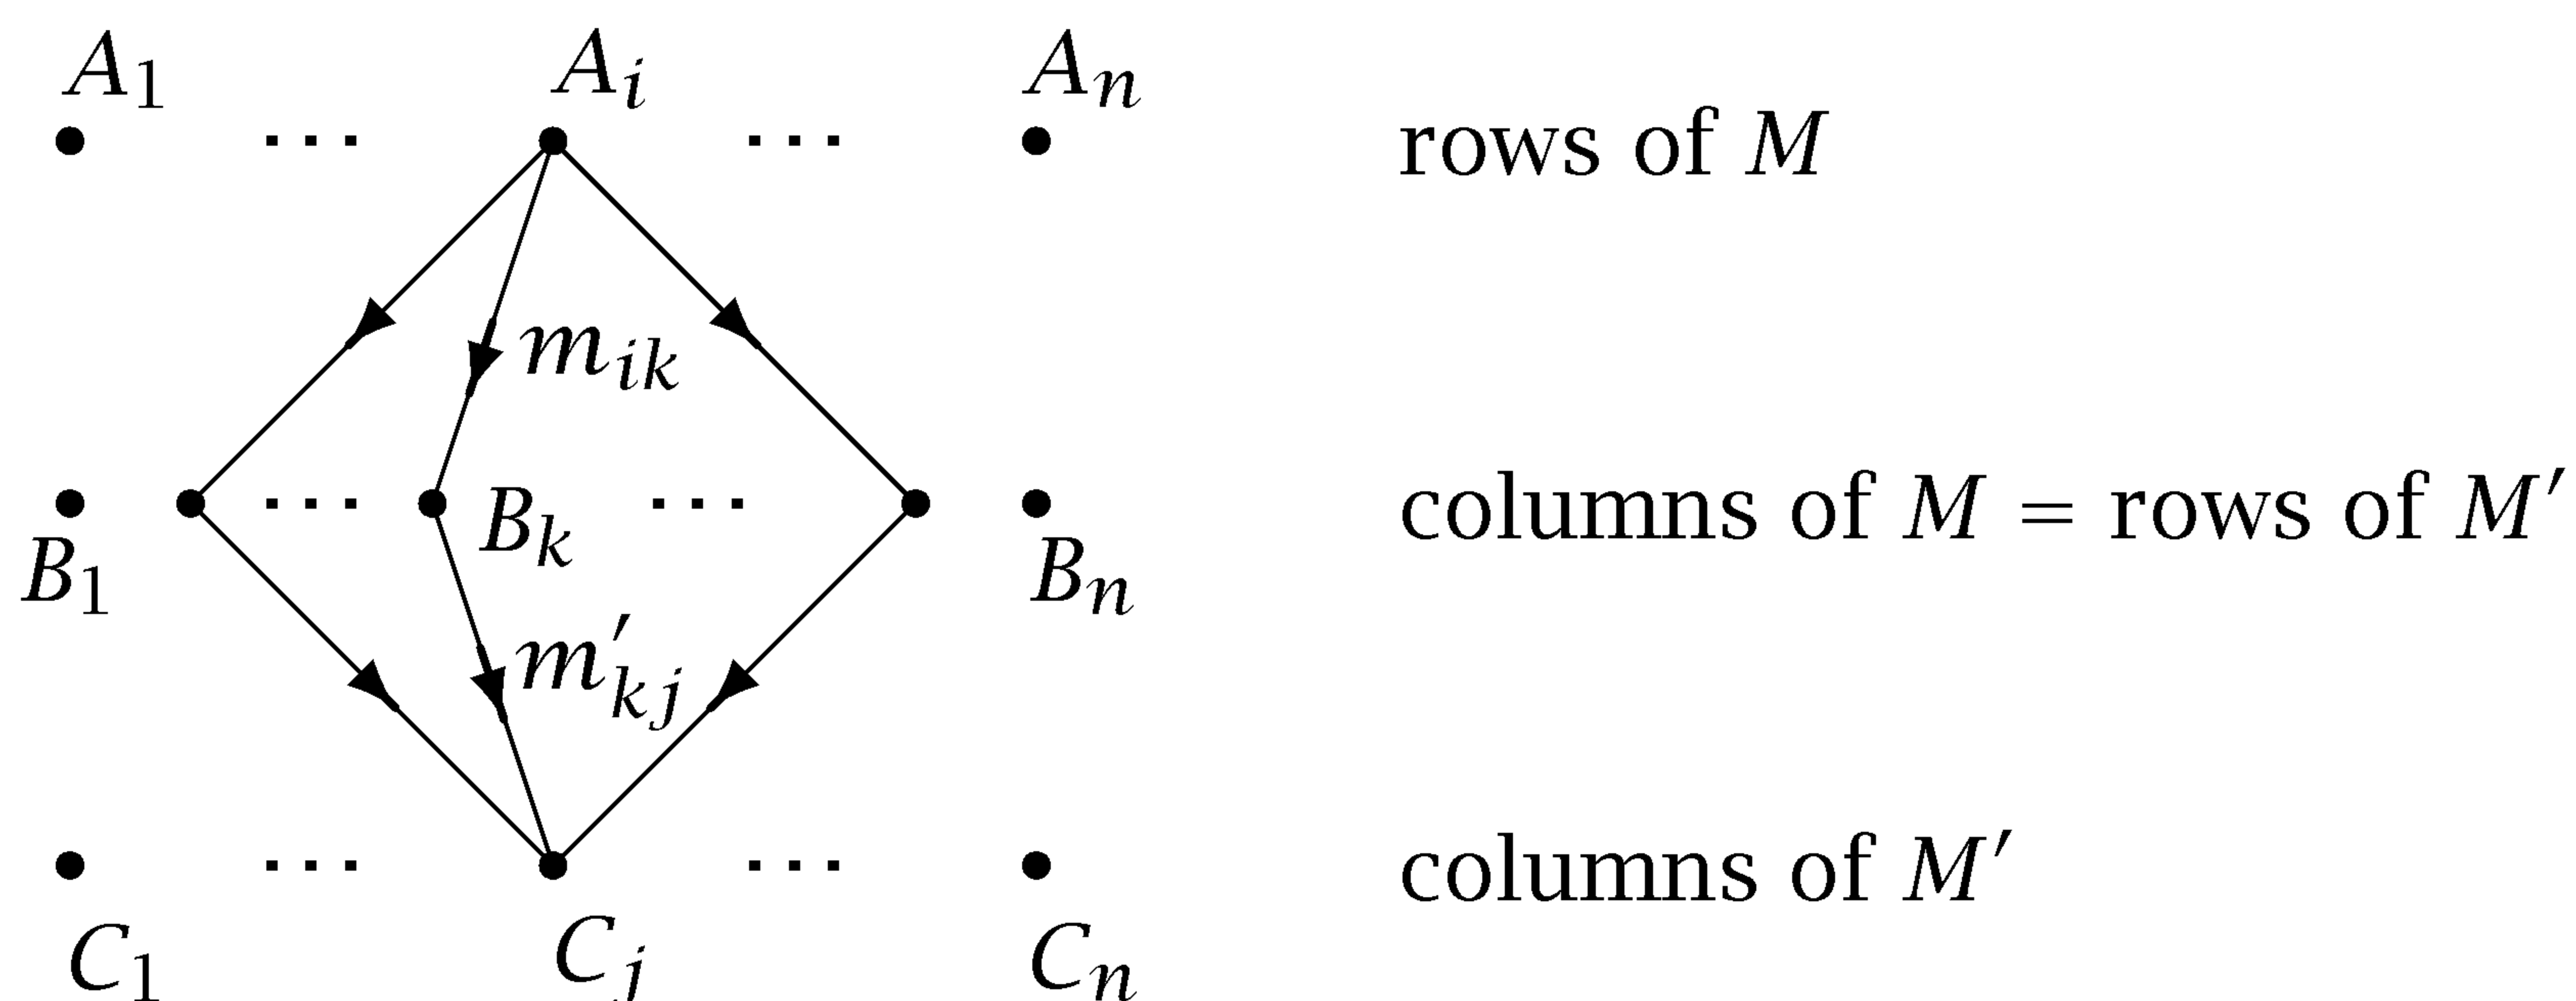 A₁ ··· Aᵢ ··· Aₙ rows of M
mᵢₖ
B₁ ··· Bₖ ··· Bₙ columns of M = rows of M′
m′ₖⱼ
C₁ ··· Cⱼ ··· Cₙ columns of M′